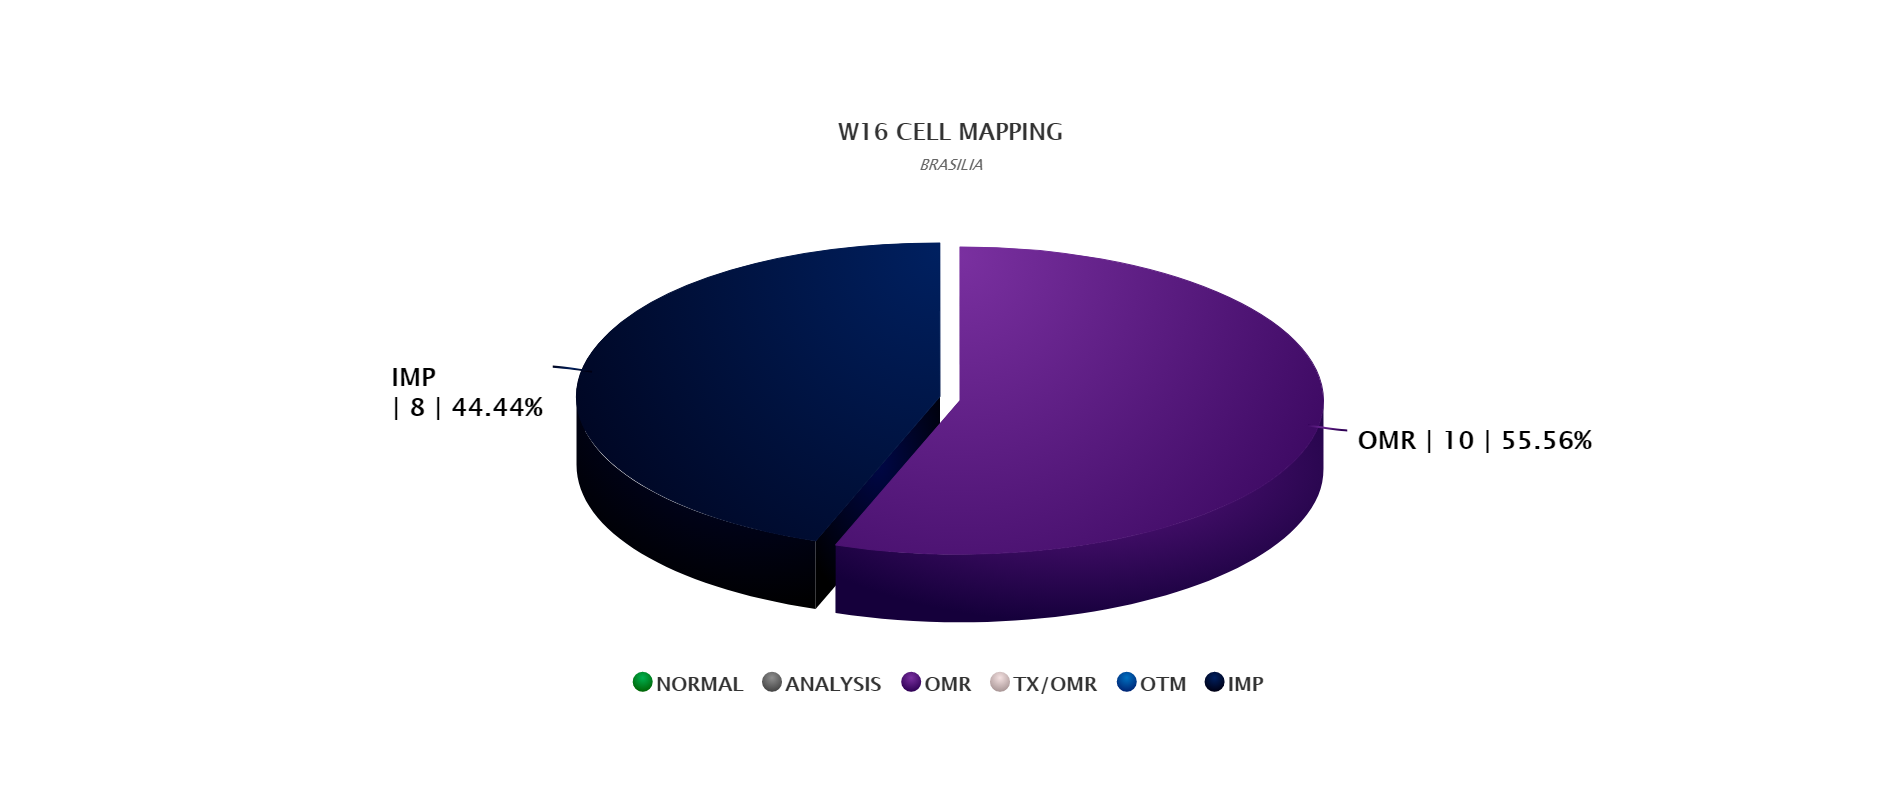 W16 CELL MAPPING
BRASILIA
IMP
| 8 | 44.44%
OMR | 10 | 55.56%
NORMAL ANALYSIS OMR TX/OMR OTM IMP